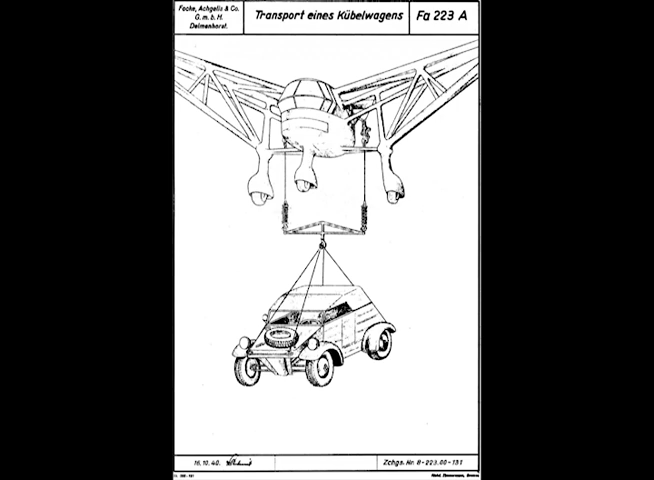 Focke, Achgelis & Co.
G.m.b.H.
Delmenhorst.
Transport eines Kübelwagens
Fa 223 A
16.10.40.
Zchgs. Nr. 8-223.00-131